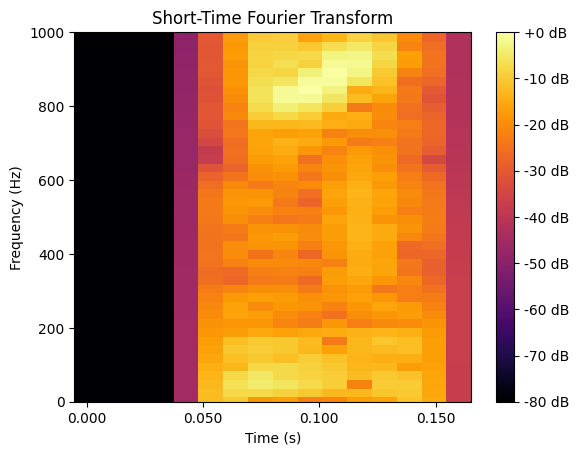 Short-Time Fourier Transform
1000
800
600
400
200
0
Frequency (Hz)
0.000
0.050
0.100
0.150
Time (s)
+0 dB
-10 dB
-20 dB
-30 dB
-40 dB
-50 dB
-60 dB
-70 dB
-80 dB